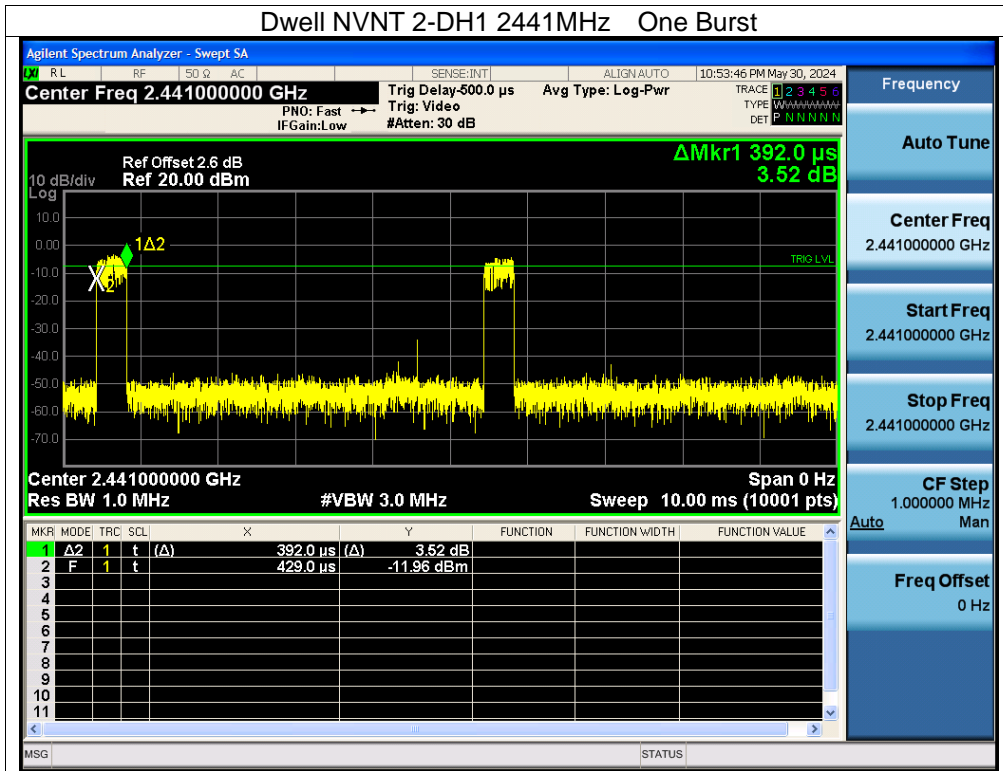 Dwell NVNT 2-DH1 2441MHz One Burst
Agilent Spectrum Analyzer - Swept SA
LXI RL RF 50 Ω AC SENSE:INT ALIGN AUTO 10:53:46 PM May 30, 2024
Center Freq 2.441000000 GHz Trig Delay-500.0 µs Avg Type: Log-Pwr TRACE 1 2 3 4 5 6
PNO: Fast Trig: Video TYPE WWWWWW
IFGain:Low #Atten: 30 dB DET P N N N N N
Frequency
Auto Tune
Center Freq
2.441000000 GHz
Start Freq
2.441000000 GHz
Stop Freq
2.441000000 GHz
CF Step
1.000000 MHz
Auto Man
Freq Offset
0 Hz
ΔMkr1 392.0 µs
3.52 dB
Ref Offset 2.6 dB
10 dB/div Ref 20.00 dBm
Log
10.0
0.00
-10.0
-20.0
-30.0
-40.0
-50.0
-60.0
-70.0
1Δ2
2
TRIG LVL
Center 2.441000000 GHz Span 0 Hz
Res BW 1.0 MHz #VBW 3.0 MHz Sweep 10.00 ms (10001 pts)
MKR MODE TRC SCL X Y FUNCTION FUNCTION WIDTH FUNCTION VALUE
1 Δ2 1 t (Δ) 392.0 µs (Δ) 3.52 dB
2 F 1 t 429.0 µs -11.96 dBm
3
4
5
6
7
8
9
10
11
MSG STATUS